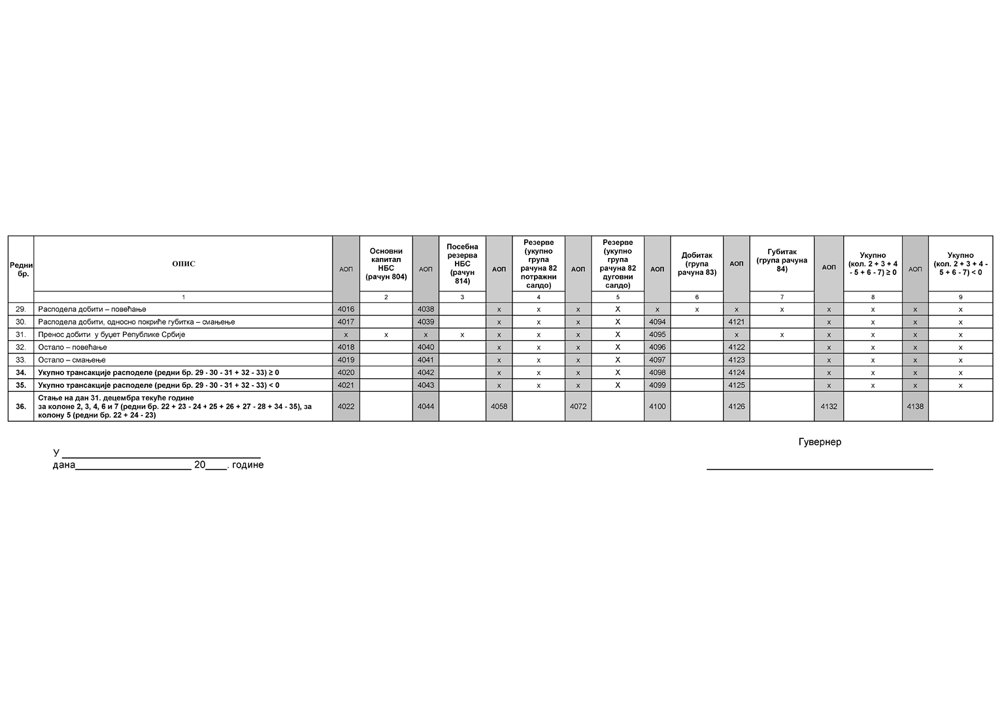 Редни бр. ОПИС АОП Основни капитал НБС (рачун 804) АОП Посебна резерва НБС (рачун 814) АОП Резерве (укупно група рачуна 82 потражни салдо) АОП Резерве (укупно група рачуна 82 дуговни салдо) АОП Добитак (група рачуна 83) АОП Губитак (група рачуна 84) АОП Укупно (кол. 2 + 3 + 4 - 5 + 6 - 7) ≥ 0 АОП Укупно (кол. 2 + 3 + 4 - 5 + 6 - 7) < 0
1 2 3 4 5 6 7 8 9
29. Расподела добити – повећање 4016 4038 x x x X x x x x x x x x
30. Расподела добити, односно покриће губитка – смањење 4017 4039 x x x X 4094 4121 x x x x
31. Пренос добити у буџет Републике Србије x x x x x x x X 4095 x x x x x x
32. Остало – повећање 4018 4040 x x x X 4096 4122 x x x x
33. Остало – смањење 4019 4041 x x x X 4097 4123 x x x x
34. Укупно трансакције расподеле (редни бр. 29 - 30 - 31 + 32 - 33) ≥ 0 4020 4042 x x x X 4098 4124 x x x x
35. Укупно трансакције расподеле (редни бр. 29 - 30 - 31 + 32 - 33) < 0 4021 4043 x x x X 4099 4125 x x x x
36. Стање на дан 31. децембра текуће године
за колоне 2, 3, 4, 6 и 7 (редни бр. 22 + 23 - 24 + 25 + 26 + 27 - 28 + 34 - 35), за
колону 5 (редни бр. 22 + 24 - 23) 4022 4044 4058 4072 4100 4126 4132 4138
Гувернер
У ____________________
дана____________________ 20____. године ____________________